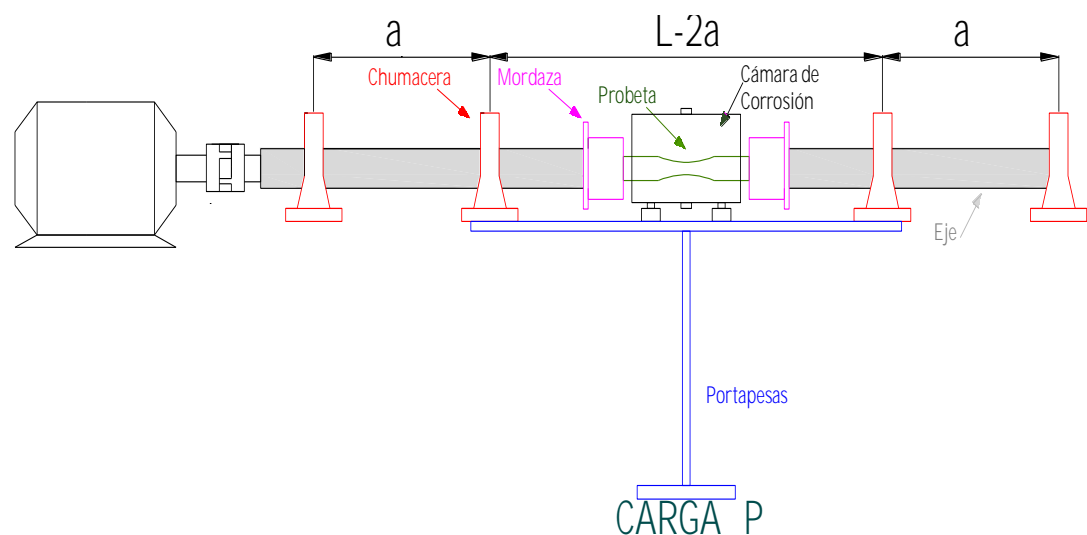 a
L-2a
a
Chumacera
Mordaza
Probeta
Cámara de
Corrosión
Eje
Portapesas
CARGA P